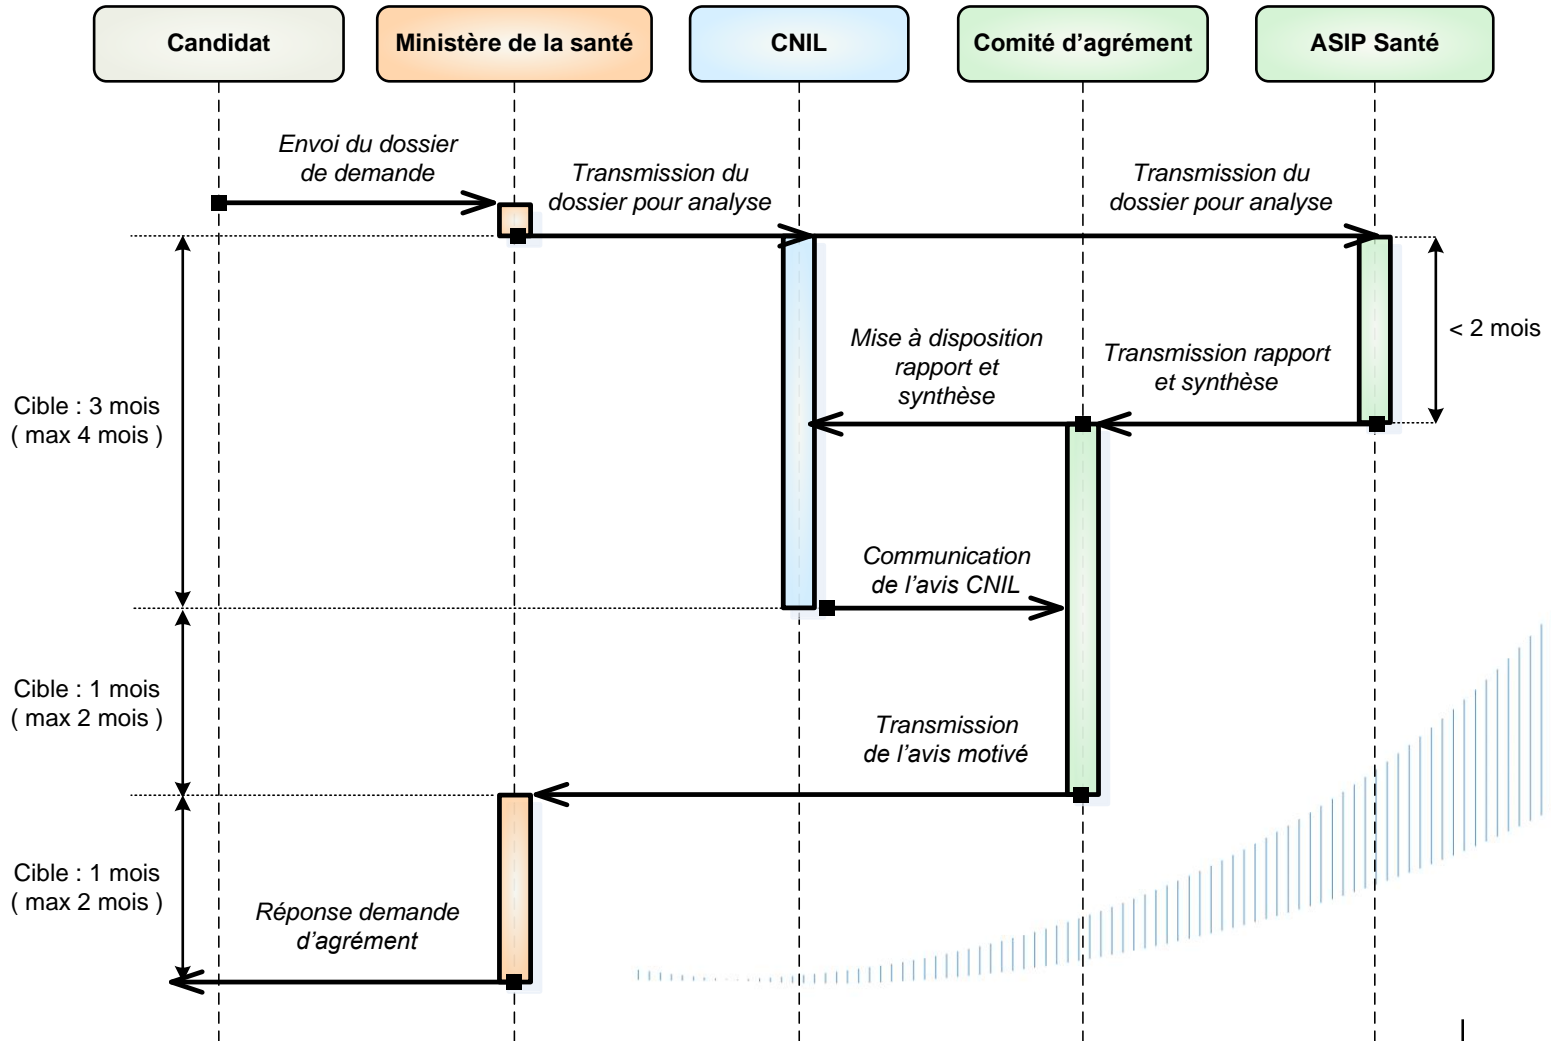 Candidat
Ministère de la santé
CNIL
Comité d’agrément
ASIP Santé
Envoi du dossier
de demande
Transmission du
dossier pour analyse
Transmission du
dossier pour analyse
< 2 mois
Mise à disposition
rapport et
synthèse
Transmission rapport
et synthèse
Cible : 3 mois
( max 4 mois )
Communication
de l’avis CNIL
Cible : 1 mois
( max 2 mois )
Transmission
de l’avis motivé
Cible : 1 mois
( max 2 mois )
Réponse demande
d’agrément